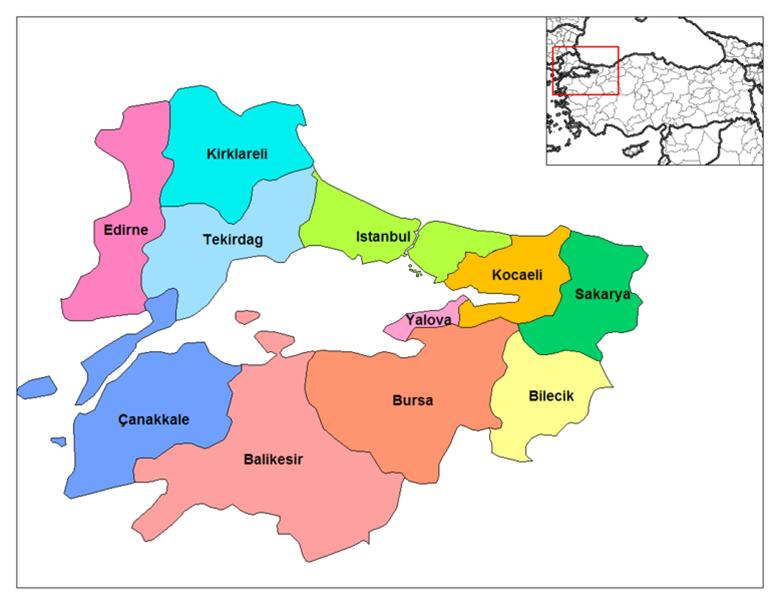 Kirklareli
Edirne
Tekirdag
Istanbul
Kocaeli
Sakarya
Yalova
Bursa
Bilecik
Çanakkale
Balikesir